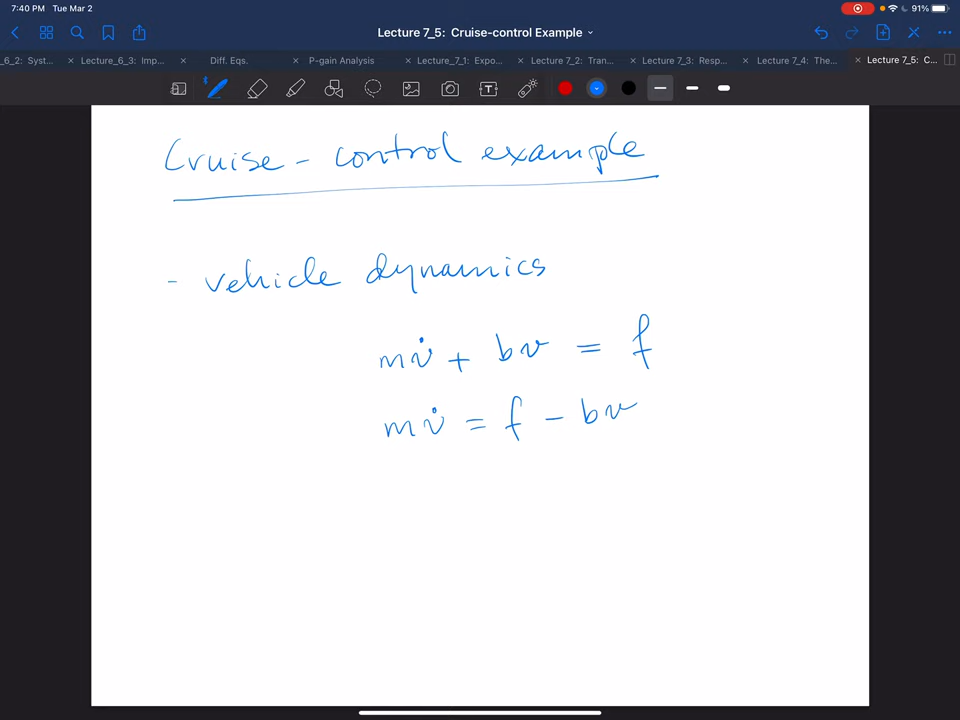 7:40 PM Tue Mar 2
91%
Lecture 7_5: Cruise-control Example
_6_2: Syst... Lecture_6_3: Imp... Diff. Eqs. P-gain Analysis Lecture_7_1: Expo... Lecture 7_2: Tran... Lecture 7_3: Resp... Lecture 7_4: The... Lecture 7_5: C...
Cruise - control example
- vehicle dynamics
mv̇ + bv = f
mv̇ = f - bv